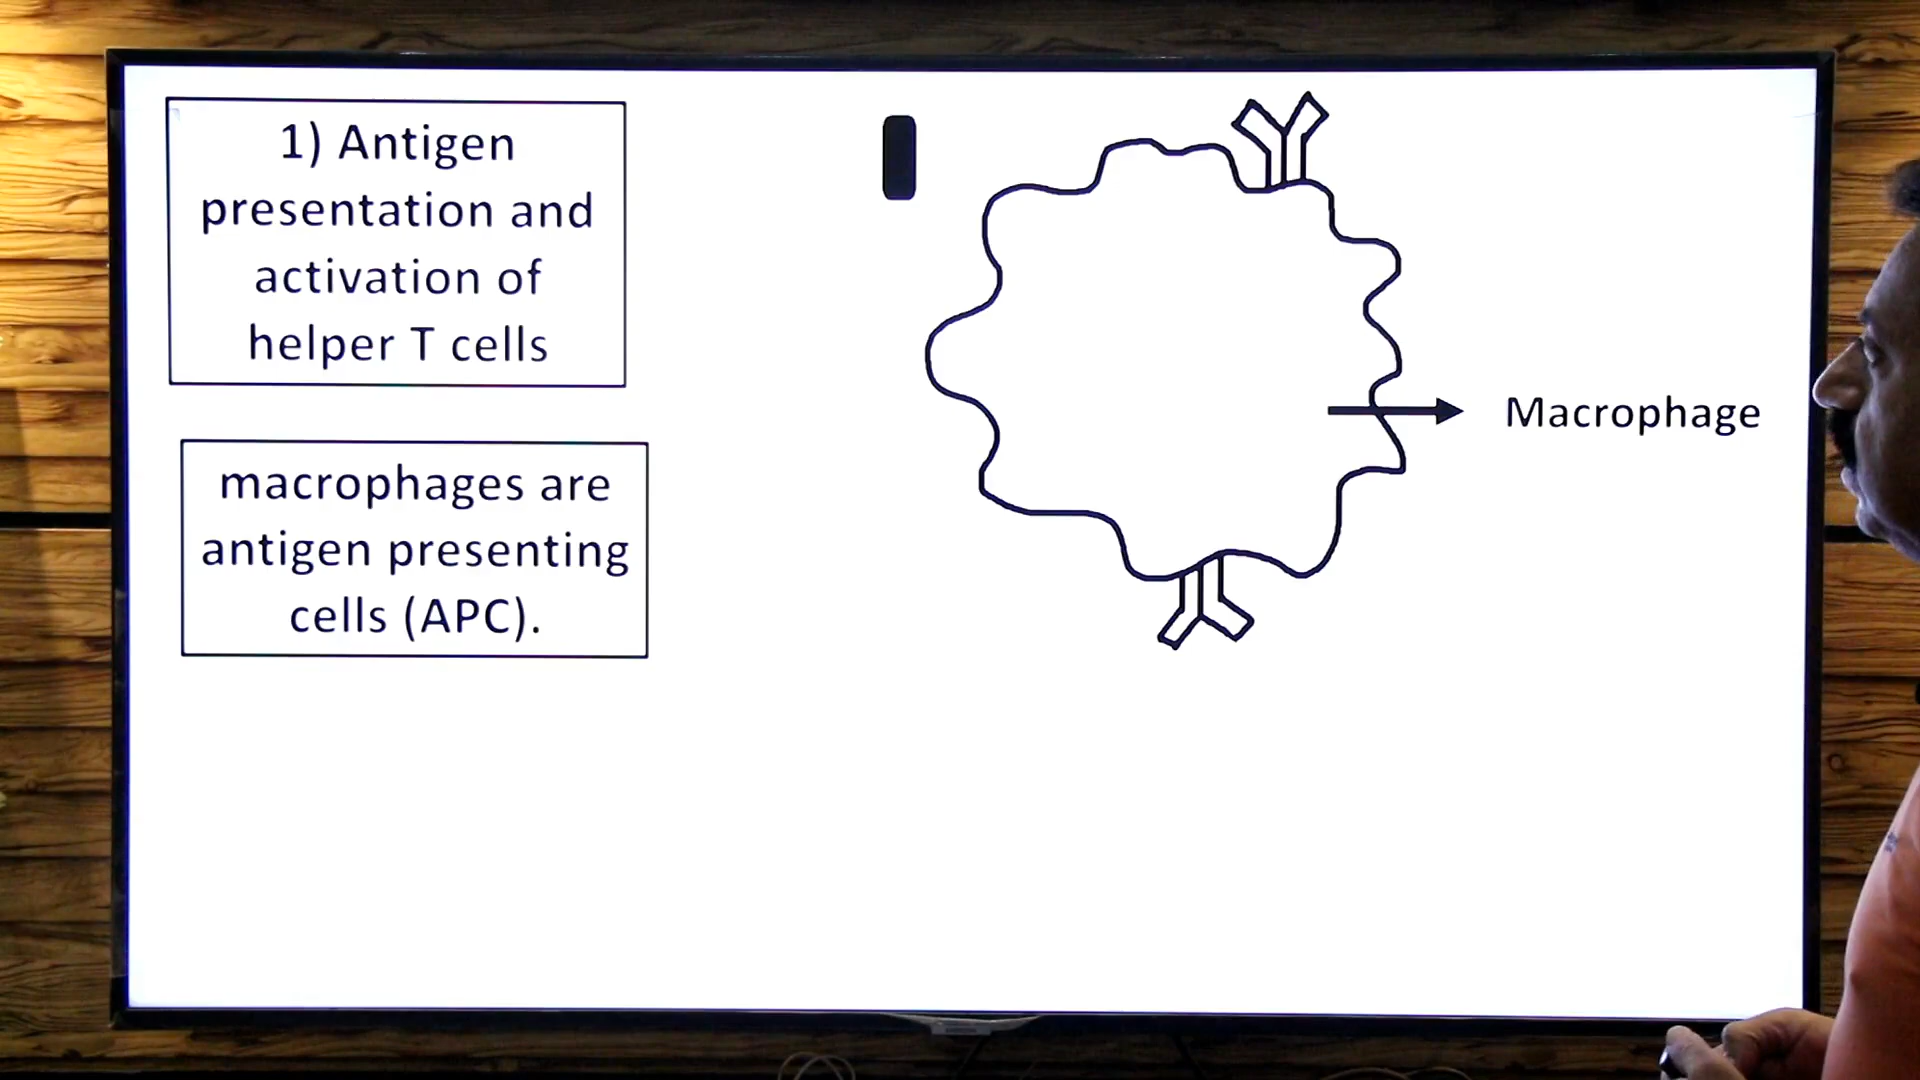 1) Antigen
presentation and
activation of
helper T cells
macrophages are
antigen presenting
cells (APC).
Macrophage